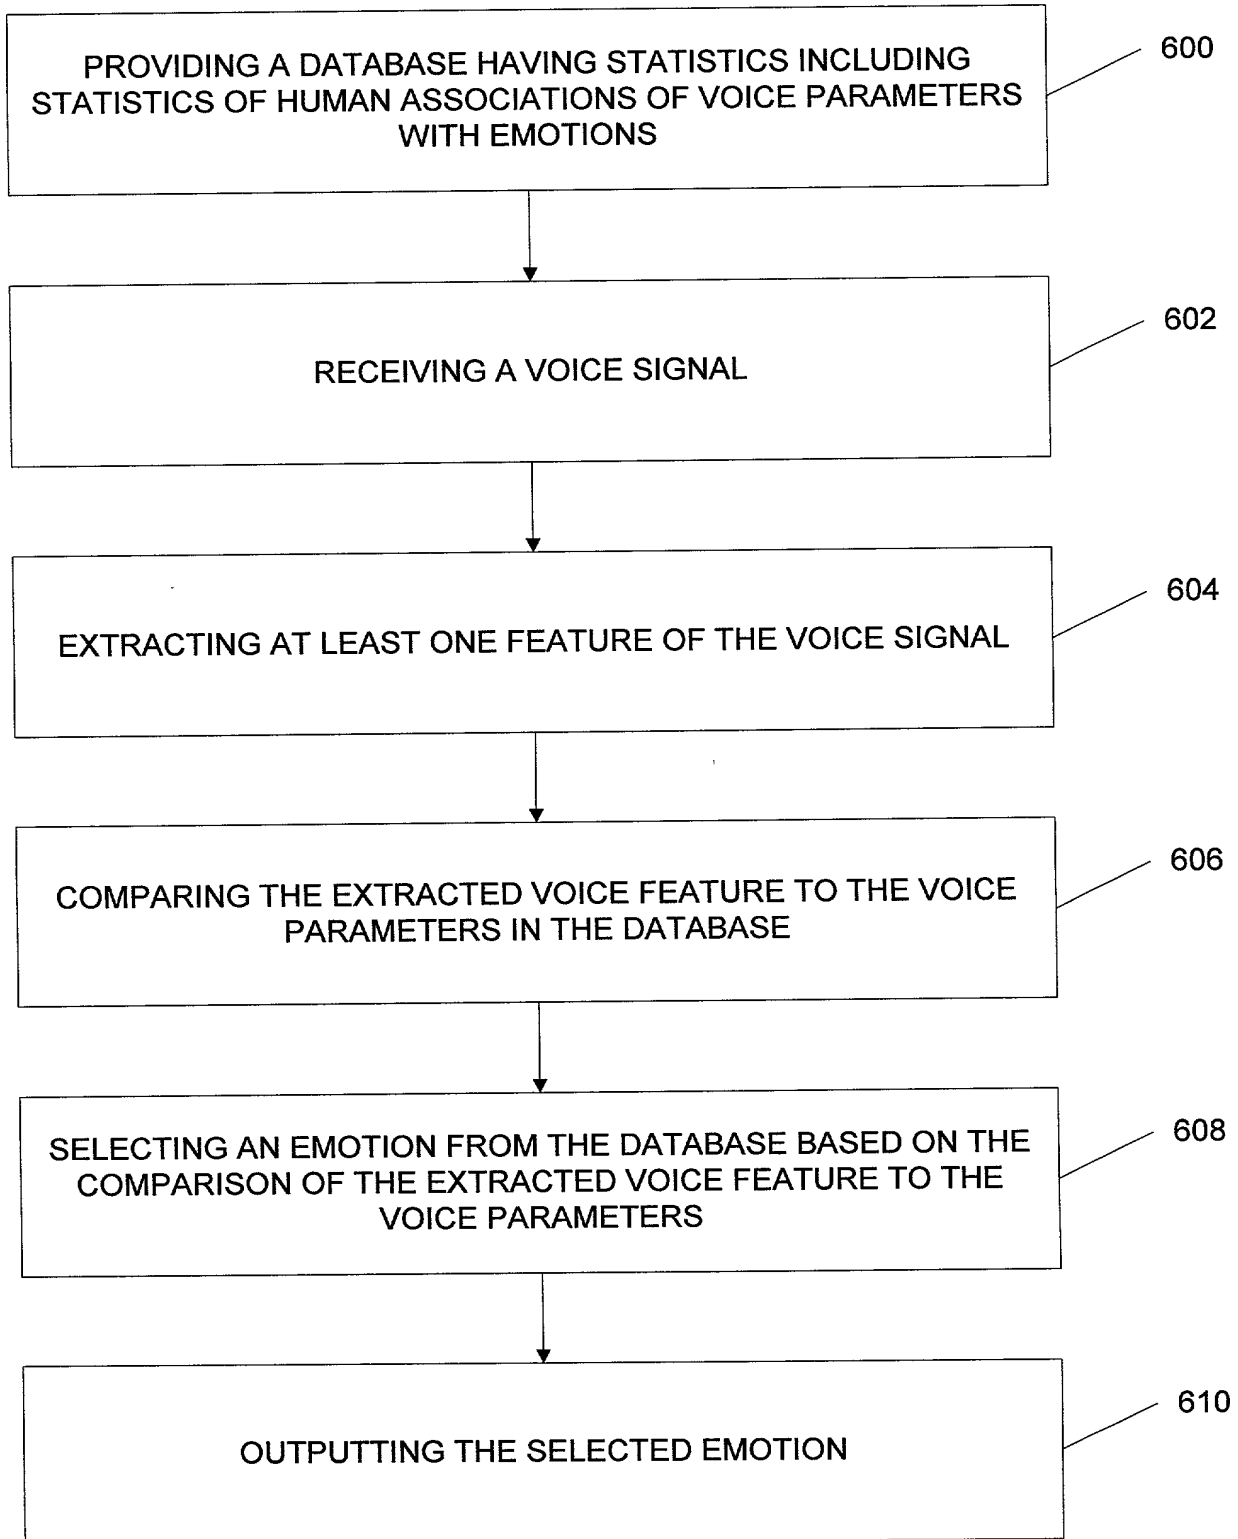 PROVIDING A DATABASE HAVING STATISTICS INCLUDING
STATISTICS OF HUMAN ASSOCIATIONS OF VOICE PARAMETERS
WITH EMOTIONS
600
RECEIVING A VOICE SIGNAL
602
EXTRACTING AT LEAST ONE FEATURE OF THE VOICE SIGNAL
604
COMPARING THE EXTRACTED VOICE FEATURE TO THE VOICE
PARAMETERS IN THE DATABASE
606
SELECTING AN EMOTION FROM THE DATABASE BASED ON THE
COMPARISON OF THE EXTRACTED VOICE FEATURE TO THE
VOICE PARAMETERS
608
OUTPUTTING THE SELECTED EMOTION
610